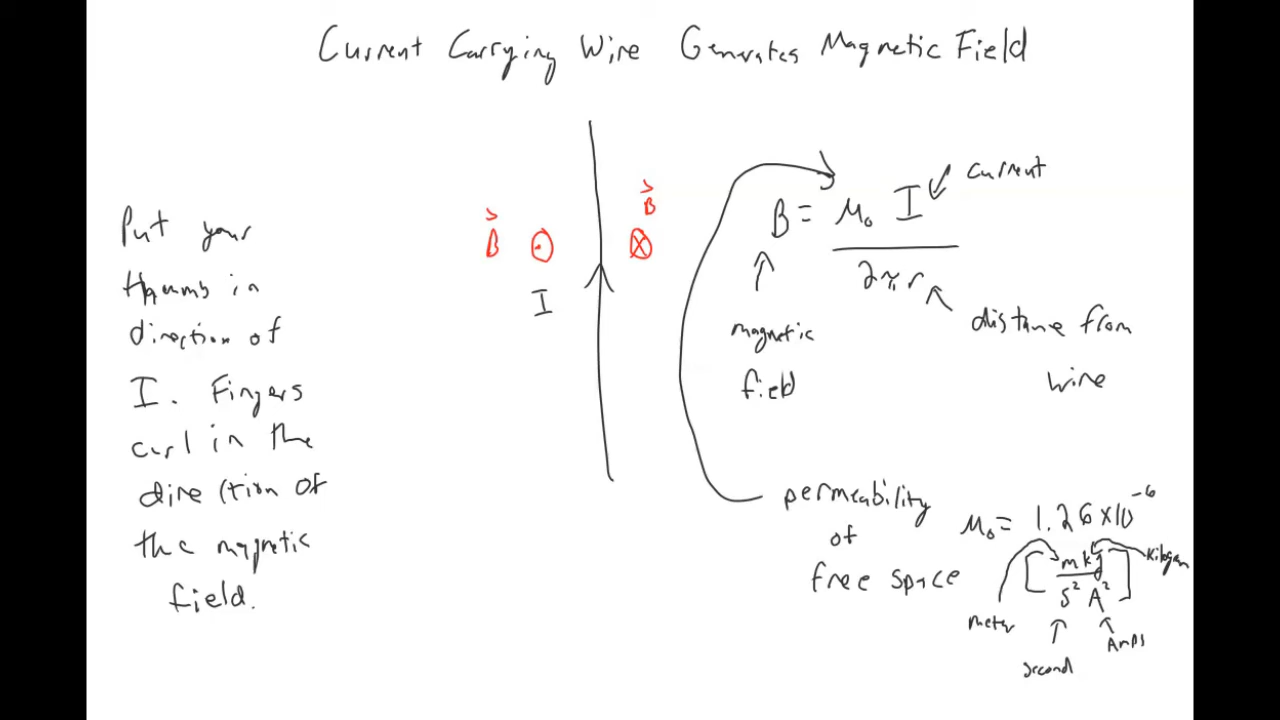 Current Carrying Wire Generates Magnetic Field
Put your
thumb in
direction of
I. Fingers
curl in the
direction of
the magnetic
field.
B
B
I
B = μ₀ I
2πr
current
magnetic
field
distance from
wire
permeability
of
free space
μ₀ = 1.26 × 10⁻⁶
[ m kg
s² A² ]
kilogram
meter
second
Amps